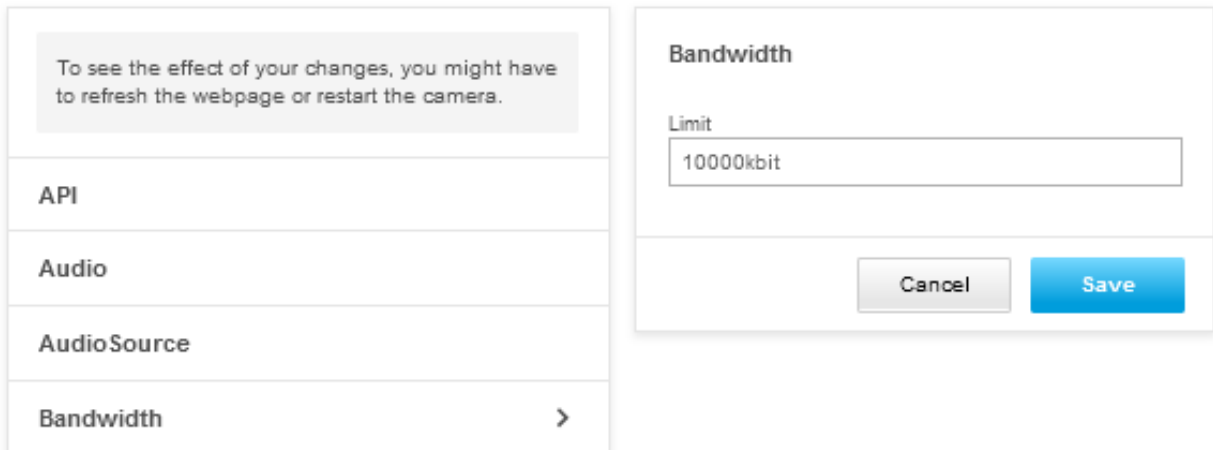 To see the effect of your changes, you might have
to refresh the webpage or restart the camera.
API
Audio
AudioSource
Bandwidth
Bandwidth
Limit
10000kbit
Cancel
Save